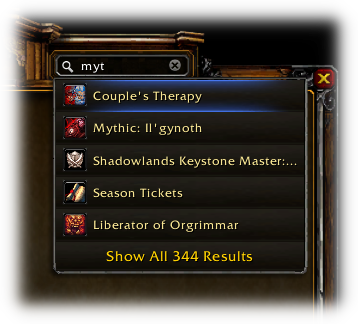 myt
Couple's Therapy
Mythic: Il'gynoth
Shadowlands Keystone Master:...
Season Tickets
Liberator of Orgrimmar
Show All 344 Results